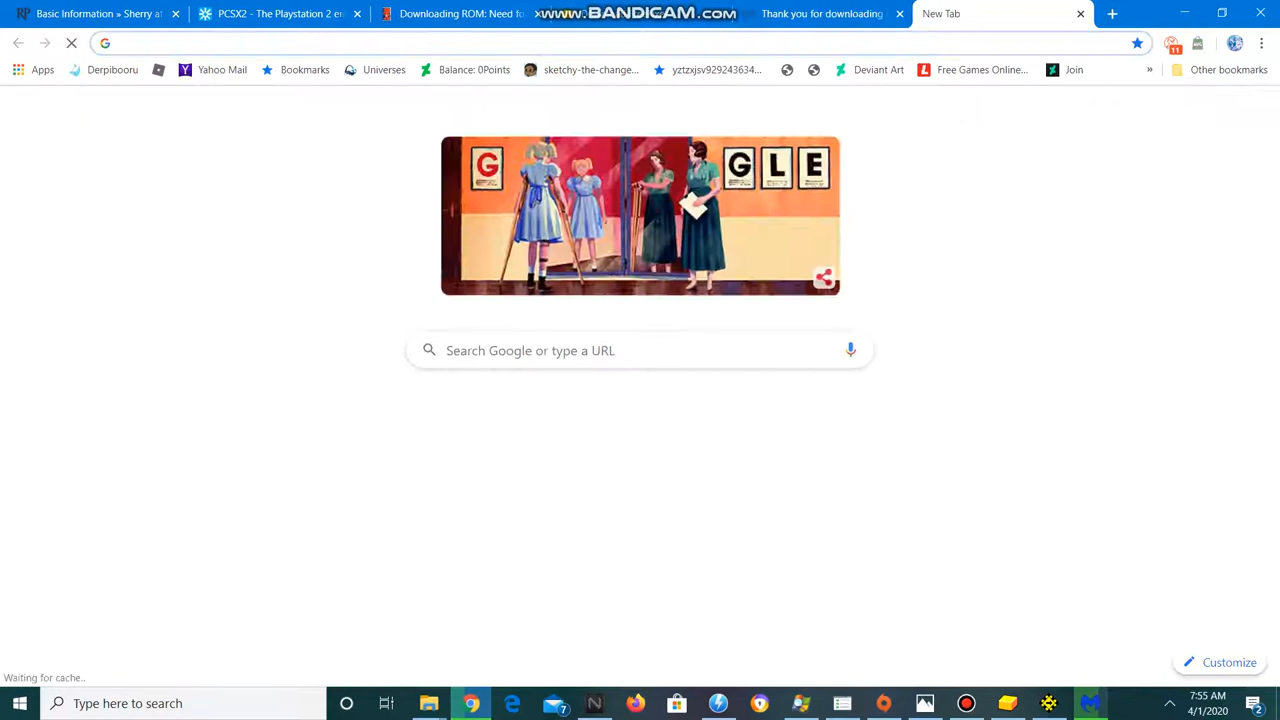 Basic Information » Sherry at
PCSX2 - The Playstation 2 em
Downloading ROM: Need fo
www.BANDICAM.com
Thank you for downloading
New Tab
11
Apps
Derpibooru
Yahoo Mail
Bookmarks
Universes
Balance: 0Points
sketchy-the-change...
yztzxjsv929243634...
Deviant Art
Free Games Online...
Join
»
Other bookmarks
G
G L E
Search Google or type a URL
Customize
Waiting for cache..
Type here to search
7
7:55 AM
4/1/2020
2